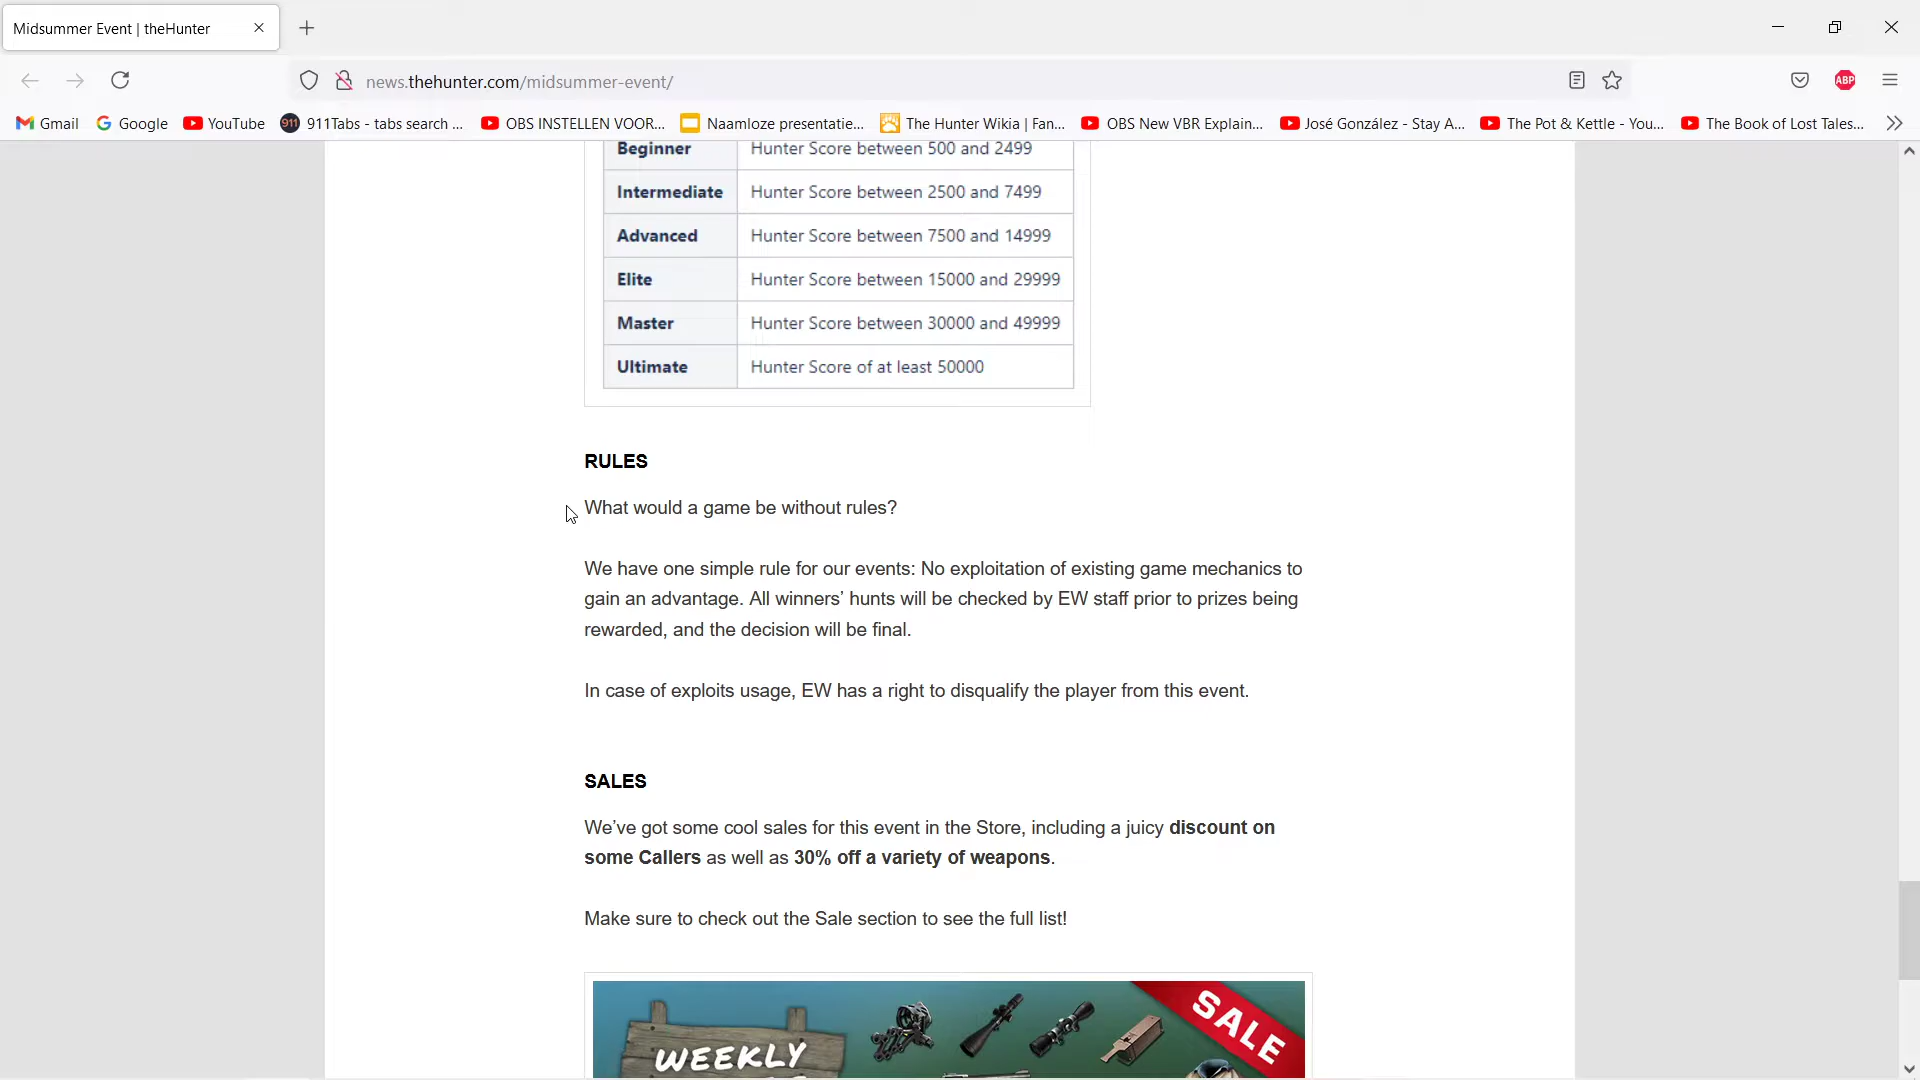 Midsummer Event | theHunter
news.thehunter.com/midsummer-event/
ABP
Gmail
Google
YouTube
911
911Tabs - tabs search ...
OBS INSTELLEN VOOR...
Naamloze presentatie...
The Hunter Wikia | Fan...
OBS New VBR Explain...
José González - Stay A...
The Pot & Kettle - You...
The Book of Lost Tales...
Beginner Hunter Score between 500 and 2499
Intermediate Hunter Score between 2500 and 7499
Advanced Hunter Score between 7500 and 14999
Elite Hunter Score between 15000 and 29999
Master Hunter Score between 30000 and 49999
Ultimate Hunter Score of at least 50000
RULES
What would a game be without rules?
We have one simple rule for our events: No exploitation of existing game mechanics to
gain an advantage. All winners’ hunts will be checked by EW staff prior to prizes being
rewarded, and the decision will be final.
In case of exploits usage, EW has a right to disqualify the player from this event.
SALES
We’ve got some cool sales for this event in the Store, including a juicy discount on
some Callers as well as 30% off a variety of weapons.
Make sure to check out the Sale section to see the full list!
WEEKLY
SALE